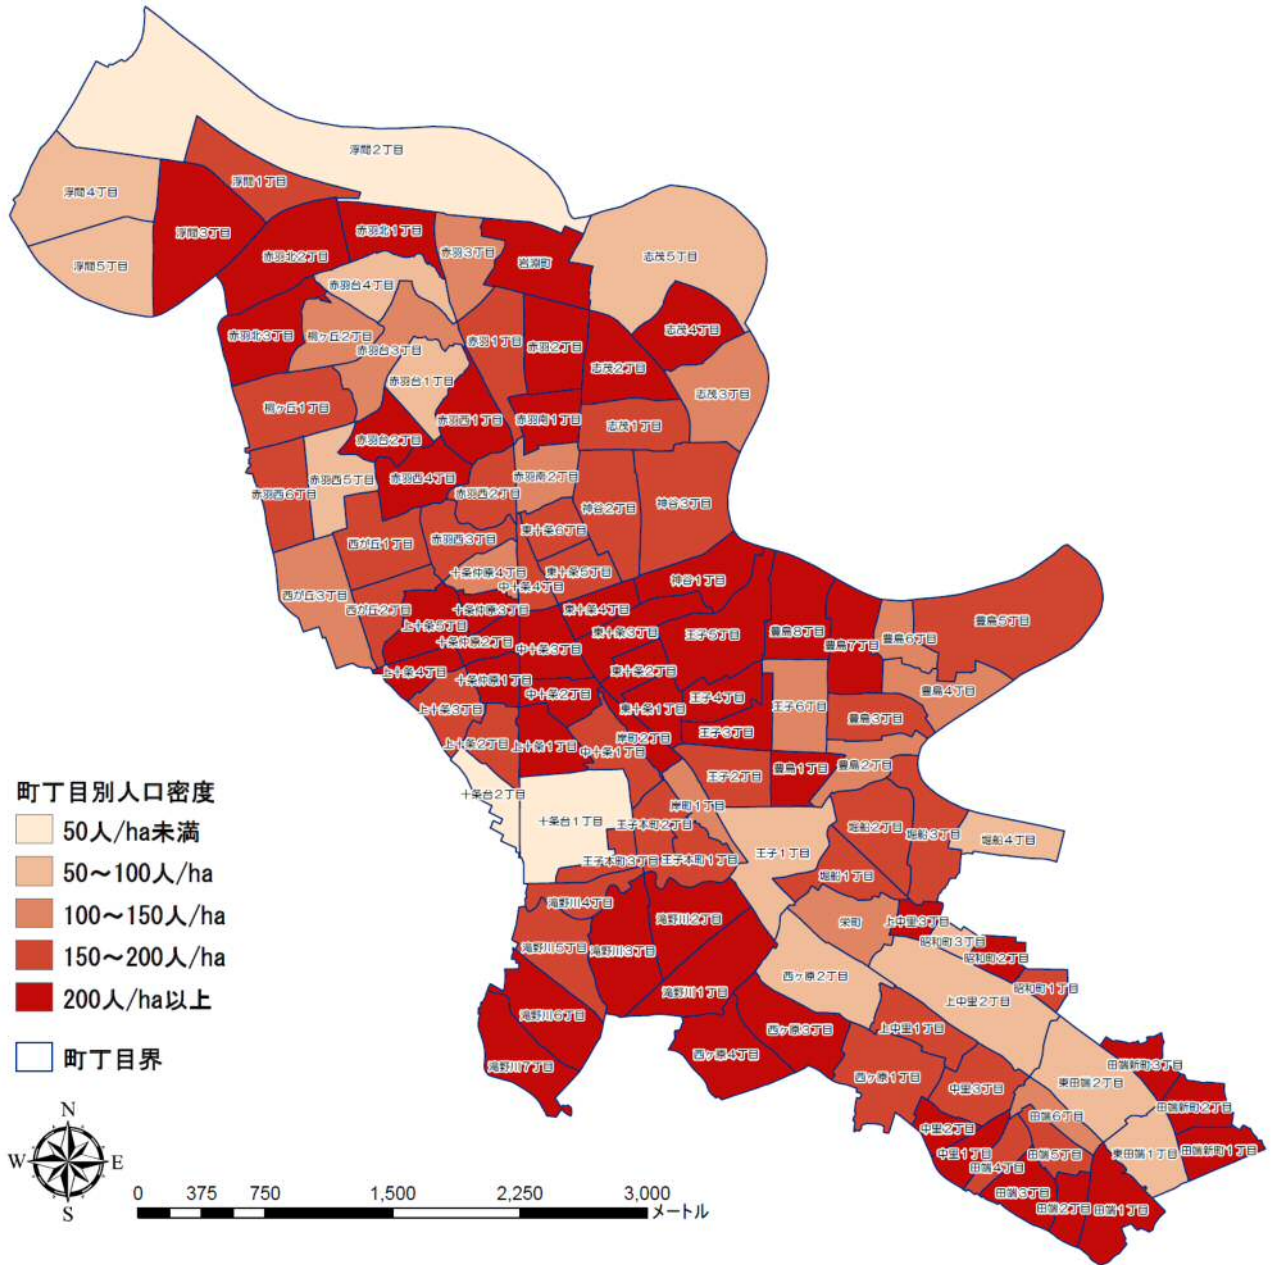 浮間2丁目
浮間4丁目
浮間1丁目
浮間3丁目
浮間5丁目
赤羽北1丁目
赤羽北2丁目
赤羽3丁目
岩淵町
志茂5丁目
赤羽台4丁目
赤羽北3丁目
桐ヶ丘2丁目
赤羽台3丁目
赤羽1丁目
赤羽2丁目
志茂4丁目
志茂2丁目
赤羽台1丁目
志茂3丁目
桐ヶ丘1丁目
赤羽西1丁目
赤羽南1丁目
志茂1丁目
赤羽台2丁目
赤羽西5丁目
赤羽西4丁目
赤羽南2丁目
赤羽西6丁目
赤羽西2丁目
神谷2丁目
神谷3丁目
西が丘1丁目
赤羽西3丁目
東十条6丁目
十条仲原4丁目
東十条5丁目
中十条4丁目
神谷1丁目
西が丘3丁目
西が丘2丁目
十条仲原3丁目
東十条4丁目
上十条5丁目
東十条3丁目
王子5丁目
豊島8丁目
豊島7丁目
豊島6丁目
豊島5丁目
十条仲原2丁目
中十条3丁目
上十条4丁目
十条仲原1丁目
東十条2丁目
豊島4丁目
中十条2丁目
王子4丁目
上十条3丁目
東十条1丁目
王子6丁目
豊島3丁目
上十条2丁目
上十条1丁目
中十条1丁目
岸町2丁目
王子3丁目
王子2丁目
豊島1丁目
豊島2丁目
十条台2丁目
十条台1丁目
岸町1丁目
王子本町2丁目
堀船2丁目
堀船3丁目
堀船4丁目
王子本町3丁目
王子本町1丁目
王子1丁目
堀船1丁目
滝野川4丁目
滝野川2丁目
栄町
上中里3丁目
滝野川5丁目
滝野川3丁目
昭和町3丁目
昭和町2丁目
西ヶ原2丁目
滝野川1丁目
上中里2丁目
昭和町1丁目
滝野川6丁目
西ヶ原3丁目
上中里1丁目
滝野川7丁目
西ヶ原4丁目
西ヶ原1丁目
中里3丁目
東田端2丁目
田端新町3丁目
田端新町2丁目
田端6丁目
中里2丁目
中里1丁目
田端5丁目
東田端1丁目
田端新町1丁目
田端4丁目
田端3丁目
田端2丁目
田端1丁目
町丁目別人口密度
50人/ha未満
50～100人/ha
100～150人/ha
150～200人/ha
200人/ha以上
町丁目界
N
W
E
S
0 375 750 1,500 2,250 3,000
メートル